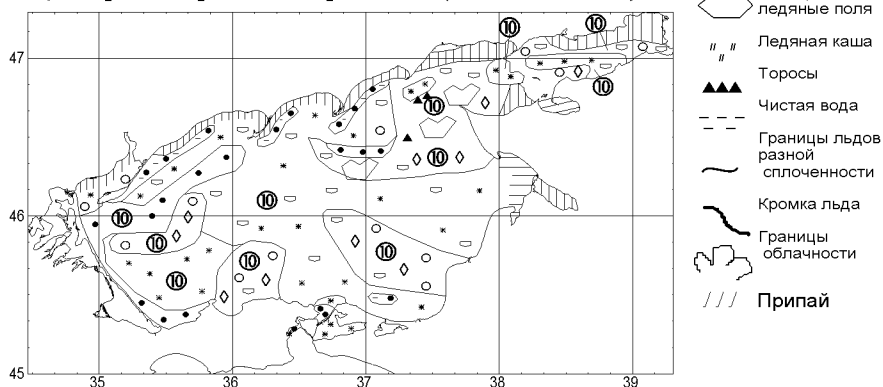 ледяные поля
47
Ледяная каша
Торосы
Чистая вода
Границы льдов
разной
сплоченности
46
Кромка льда
Границы
облачности
Припай
45
35
36
37
38
39
10
10
10
10
10
10
10
10
10
10
10